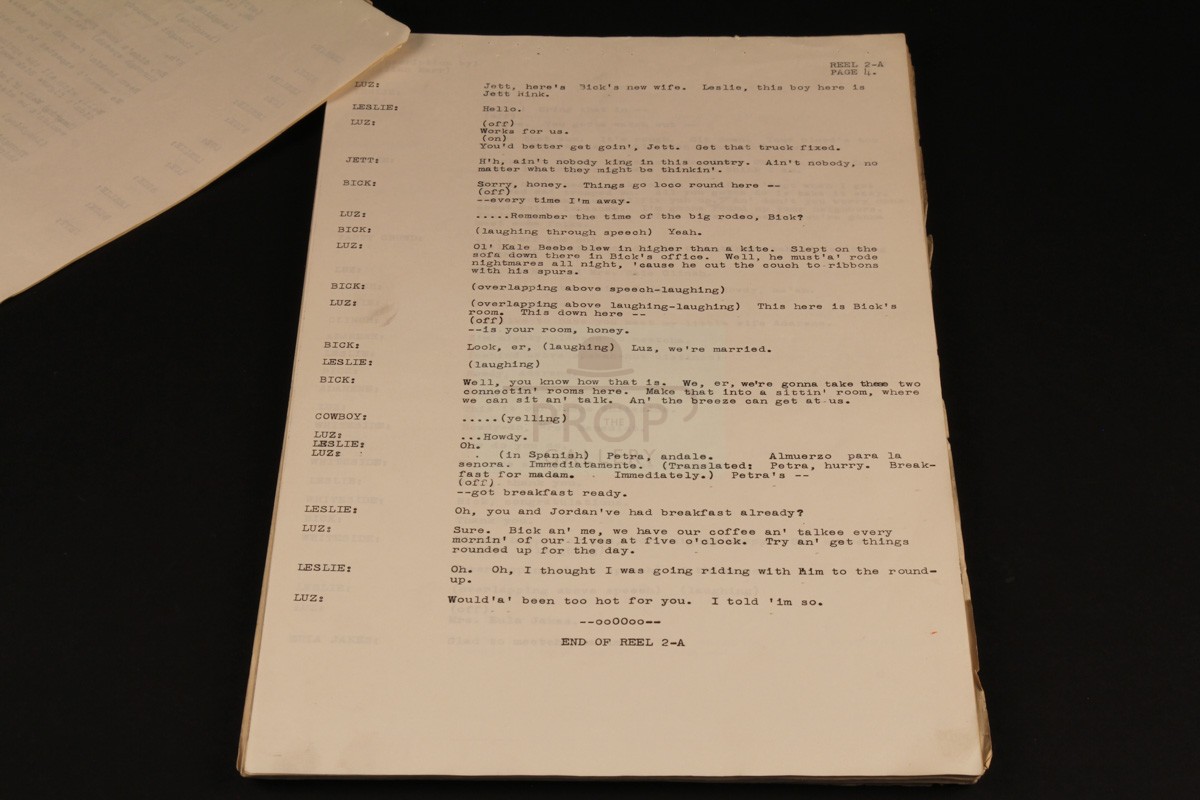 REEL 2-A
PAGE 4.
LUZ: Jett, here's Bick's new wife. Leslie, this boy here is
Jett Rink.
LESLIE: Hello.
LUZ: (off)
Works for us.
(on)
You'd better get goin', Jett. Get that truck fixed.
JETT: H'h, ain't nobody king in this country. Ain't nobody, no
matter what they might be thinkin'.
BICK: Sorry, honey. Things go loco round here --
(off)
--every time I'm away.
LUZ: .....Remember the time of the big rodeo, Bick?
BICK: (laughing through speech) Yeah.
LUZ: Ol' Kale Beebe blew in higher than a kite. Slept on the
sofa down there in Bick's office. Well, he must'a' rode
nightmares all night, 'cause he cut the couch to ribbons
with his spurs.
BICK: (overlapping above speech-laughing)
LUZ: (overlapping above laughing-laughing) This here is Bick's
room. This down here --
(off)
--is your room, honey.
BICK: Look, er, (laughing) Luz, we're married.
LESLIE: (laughing)
BICK: Well, you know how that is. We, er, we're gonna take these two
connectin' rooms here. Make that into a sittin' room, where
we can sit an' talk. An' the breeze can get at us.
COWBOY: .....(yelling)
LUZ: ...Howdy.
LESLIE: Oh.
LUZ: . (in Spanish) Petra, andale. Almuerzo para la
senora. Immediatamente. (Translated: Petra, hurry. Break-
fast for madam. . Immediately.) Petra's --
(off)
--got breakfast ready.
LESLIE: Oh, you and Jordan've had breakfast already?
LUZ: Sure. Bick an' me, we have our coffee an' talkee every
mornin' of our lives at five o'clock. Try an' get things
rounded up for the day.
LESLIE: Oh. Oh, I thought I was going riding with him to the round-
up.
LUZ: Would'a' been too hot for you. I told 'im so.
--ooOOoo--
END OF REEL 2-A
THE
PROP